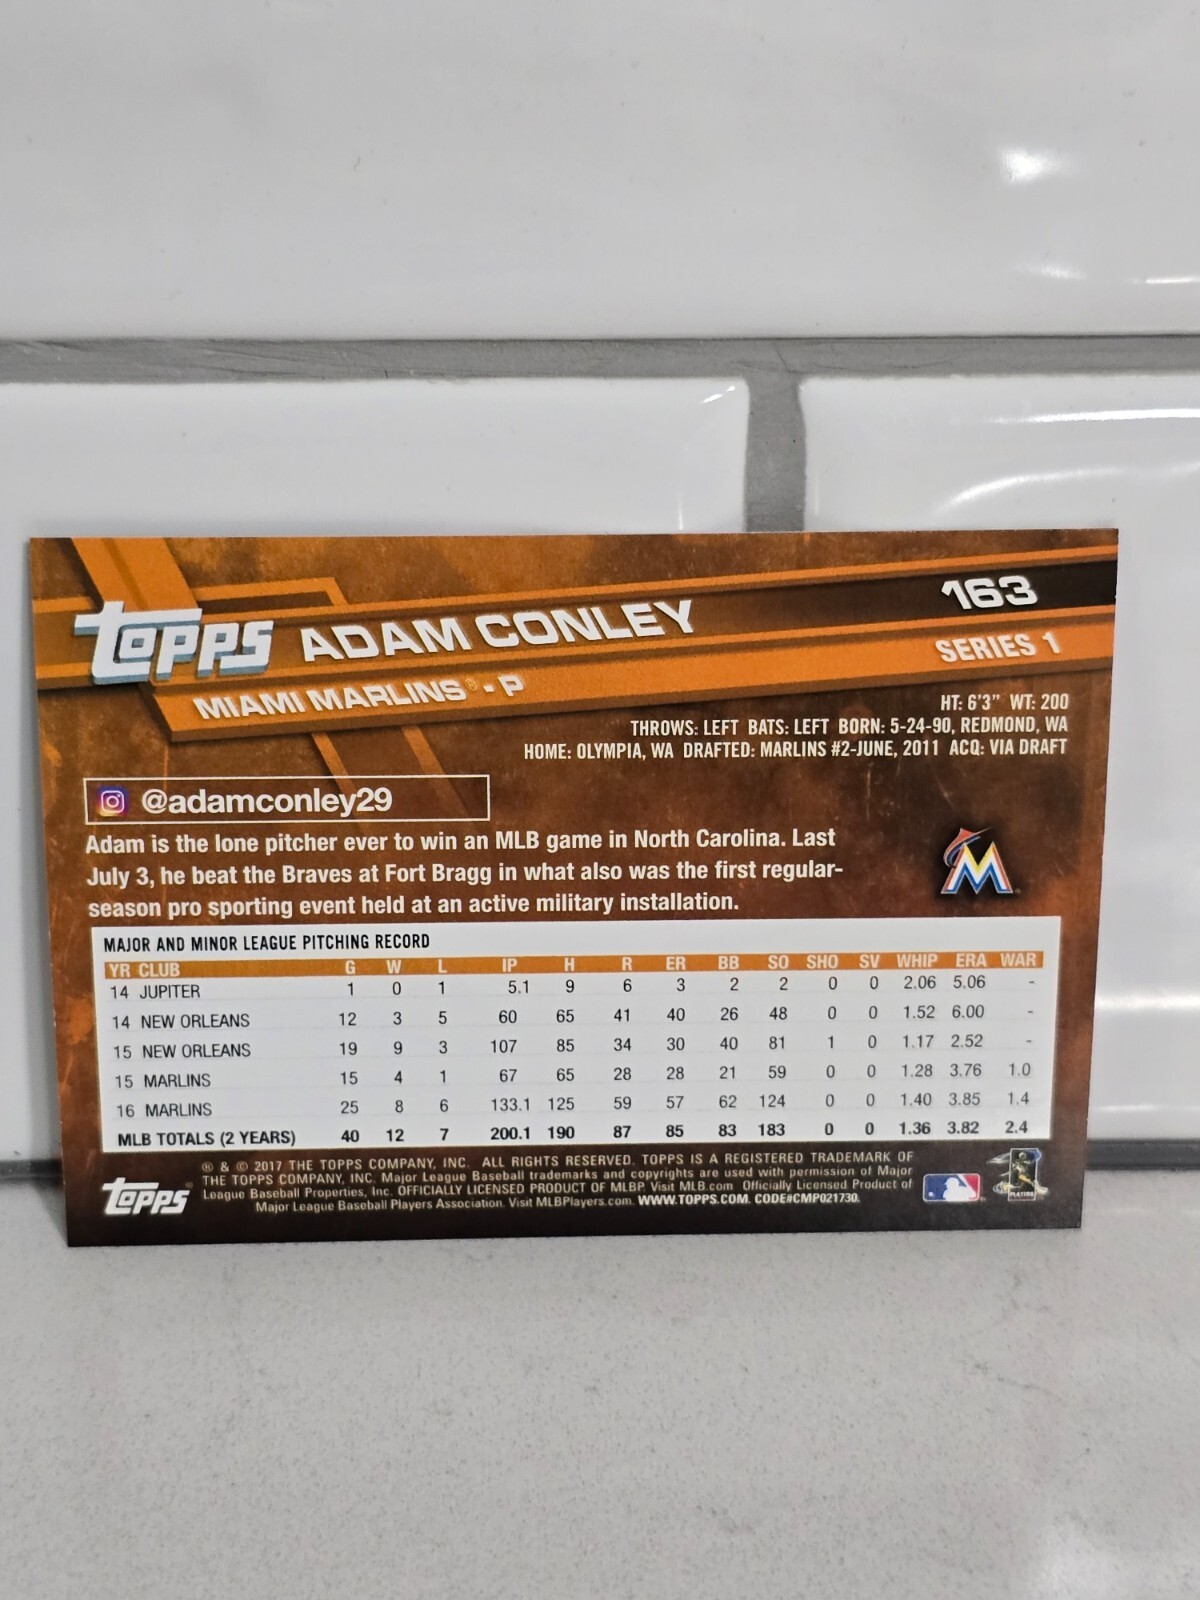 topps ADAM CONLEY 163
MIAMI MARLINS® - P SERIES 1
HT: 6'3" WT: 200
THROWS: LEFT BATS: LEFT BORN: 5-24-90, REDMOND, WA
HOME: OLYMPIA, WA DRAFTED: MARLINS #2-JUNE, 2011 ACQ: VIA DRAFT
@adamconley29
Adam is the lone pitcher ever to win an MLB game in North Carolina. Last
July 3, he beat the Braves at Fort Bragg in what also was the first regular-
season pro sporting event held at an active military installation.
M
MAJOR AND MINOR LEAGUE PITCHING RECORD
YR CLUB G W L IP H R ER BB SO SHO SV WHIP ERA WAR
14 JUPITER 1 0 1 5.1 9 6 3 2 2 0 0 2.06 5.06 -
14 NEW ORLEANS 12 3 5 60 65 41 40 26 48 0 0 1.52 6.00 -
15 NEW ORLEANS 19 9 3 107 85 34 30 40 81 1 0 1.17 2.52 -
15 MARLINS 15 4 1 67 65 28 28 21 59 0 0 1.28 3.76 1.0
16 MARLINS 25 8 6 133.1 125 59 57 62 124 0 0 1.40 3.85 1.4
MLB TOTALS (2 YEARS) 40 12 7 200.1 190 87 85 83 183 0 0 1.36 3.82 2.4
topps
® & © 2017 THE TOPPS COMPANY, INC. ALL RIGHTS RESERVED. TOPPS IS A REGISTERED TRADEMARK OF
THE TOPPS COMPANY, INC. Major League Baseball trademarks and copyrights are used with permission of Major
League Baseball Properties, Inc. OFFICIALLY LICENSED PRODUCT OF MLBP. Visit MLB.com Officially Licensed Product of
Major League Baseball Players Association. Visit MLBPlayers.com. WWW.TOPPS.COM. CODE#CMP021730.